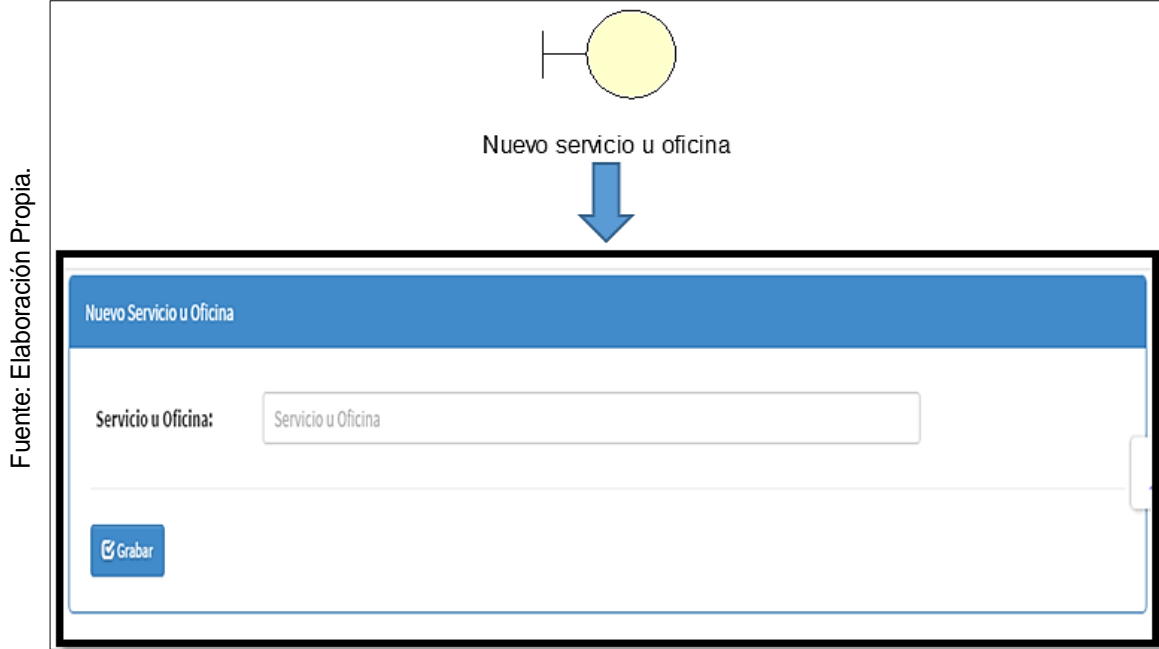 Nuevo servicio u oficina
Nuevo Servicio u Oficina
Servicio u Oficina:
Servicio u Oficina
Grabar
Fuente: Elaboración Propia.